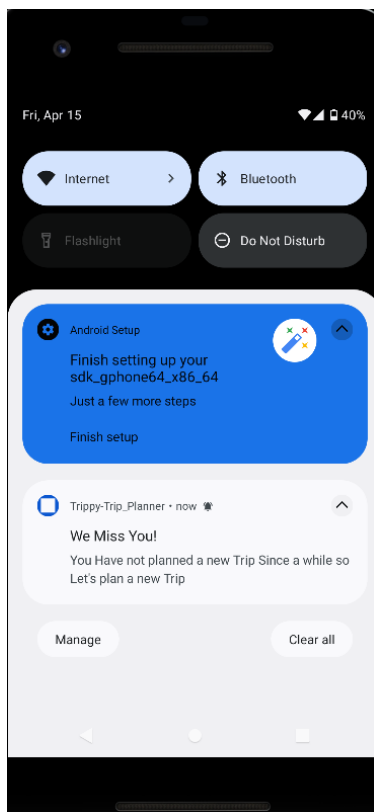 Fri, Apr 15
40%
Internet
Bluetooth
Flashlight
Do Not Disturb
Android Setup
Finish setting up your
sdk_gphone64_x86_64
Just a few more steps
Finish setup
Trippy-Trip_Planner • now
We Miss You!
You Have not planned a new Trip Since a while so
Let's plan a new Trip
Manage
Clear all